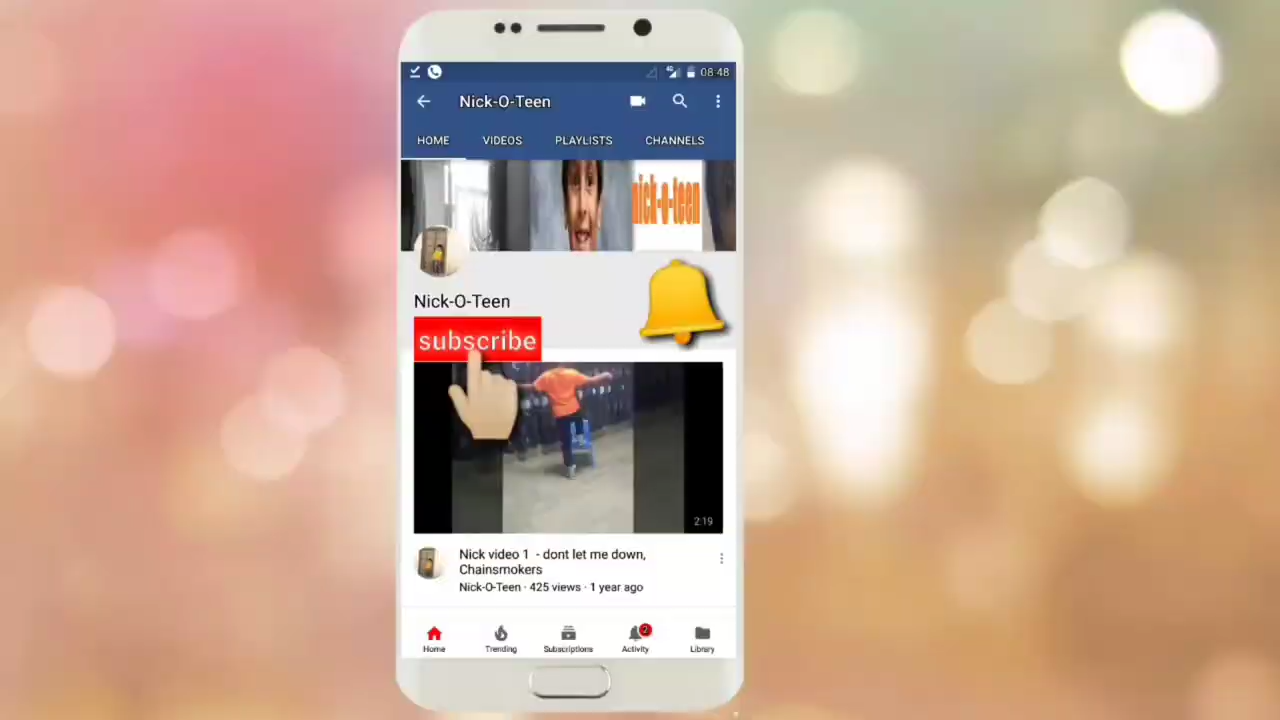 08:48
Nick-O-Teen
HOME VIDEOS PLAYLISTS CHANNELS
nick-o-teen
Nick-O-Teen
subscribe
2:19
Nick video 1 - dont let me down,
Chainsmokers
Nick-O-Teen · 425 views · 1 year ago
2
Home Trending Subscriptions Activity Library